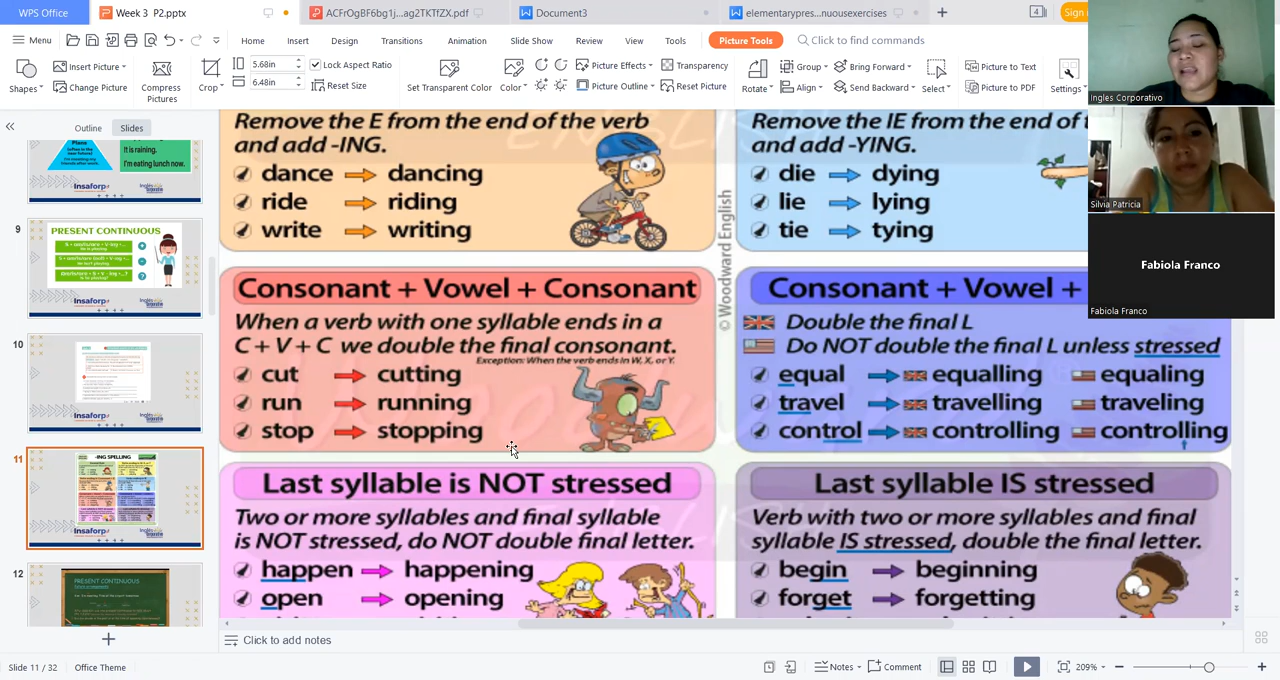 WPS Office
Week 3 P2.pptx
ACFrOgBF6bg1j...ag2TKTfZX.pdf
Document3
elementarypres...nuousexercises
4
Sign i
Menu
Home
Insert
Design
Transitions
Animation
Slide Show
Review
View
Tools
Picture Tools
Click to find commands
Shapes
Insert Picture
Change Picture
Compress
Pictures
Crop
5.68in
6.48in
Lock Aspect Ratio
Reset Size
Set Transparent Color
Color
Picture Effects
Picture Outline
Transparency
Reset Picture
Rotate
Group
Align
Bring Forward
Send Backward
Select
Picture to Text
Picture to PDF
Settings
Ingles Corporativo
Silvia Patricia
Fabiola Franco
Fabiola Franco
Outline
Slides
It is raining.
I'm eating lunch now.
Insaforp
9
PRESENT CONTINUOUS
Insaforp
10
Insaforp
11
-ING SPELLING
Insaforp
12
PRESENT CONTINUOUS
Remove the E from the end of the verb
and add -ING.
dance dancing
ride riding
write writing
Remove the IE from the end of
and add -YING.
die dying
lie lying
tie tying
© Woodward English
Consonant + Vowel + Consonant
When a verb with one syllable ends in a
C + V + C we double the final consonant.
Exception: When the verb ends in W, X, or Y.
cut cutting
run running
stop stopping
Consonant + Vowel +
Double the final L
Do NOT double the final L unless stressed
equal equalling equaling
travel travelling traveling
control controlling controlling
Last syllable is NOT stressed
Two or more syllables and final syllable
is NOT stressed, do NOT double final letter.
happen happening
open opening
Last syllable IS stressed
Verb with two or more syllables and final
syllable IS stressed, double the final letter.
begin beginning
forget forgetting
Click to add notes
Slide 11 / 32
Office Theme
Notes
Comment
209%